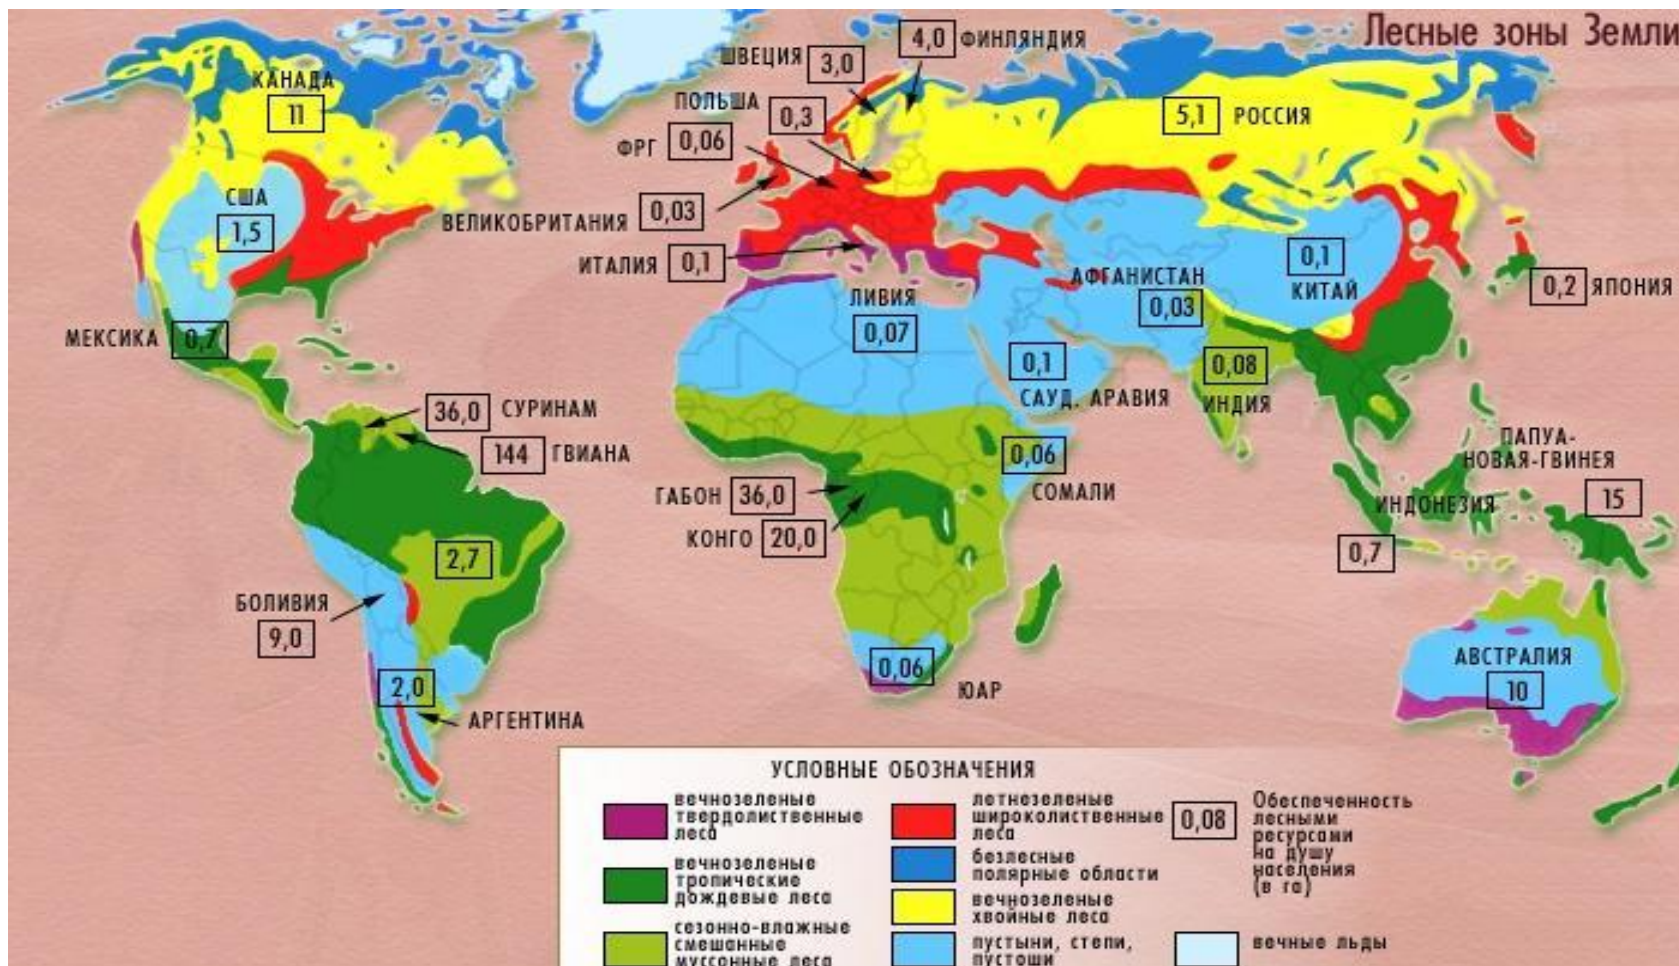 Лесные зоны Земли
4,0 ФИНЛЯНДИЯ
ШВЕЦИЯ 3,0
КАНАДА
11
ПОЛЬША
0,3
5,1 РОССИЯ
ФРГ 0,06
США
1,5
ВЕЛИКОБРИТАНИЯ 0,03
ИТАЛИЯ 0,1
0,1
КИТАЙ
АФГАНИСТАН
0,03
0,2 ЯПОНИЯ
ЛИВИЯ
0,07
МЕКСИКА 0,7
0,1
САУД. АРАВИЯ
0,08
ИНДИЯ
36,0 СУРИНАМ
144 ГВИАНА
0,06
СОМАЛИ
ПАПУА-
НОВАЯ-ГВИНЕЯ
15
ГАБОН 36,0
КОНГО 20,0
ИНДОНЕЗИЯ
0,7
2,7
БОЛИВИЯ
9,0
2,0
АРГЕНТИНА
0,06
ЮАР
АВСТРАЛИЯ
10
УСЛОВНЫЕ ОБОЗНАЧЕНИЯ
вечнозеленые
твердолиственные
леса
вечнозеленые
тропические
дождевые леса
сезонно-влажные
смешанные
муссонные леса
летнезеленые
широколиственные
леса
безлесные
полярные области
вечнозеленые
хвойные леса
пустыни, степи,
пустоши
0,08
Обеспеченность
лесными
ресурсами
на душу
населения
(в га)
вечные льды